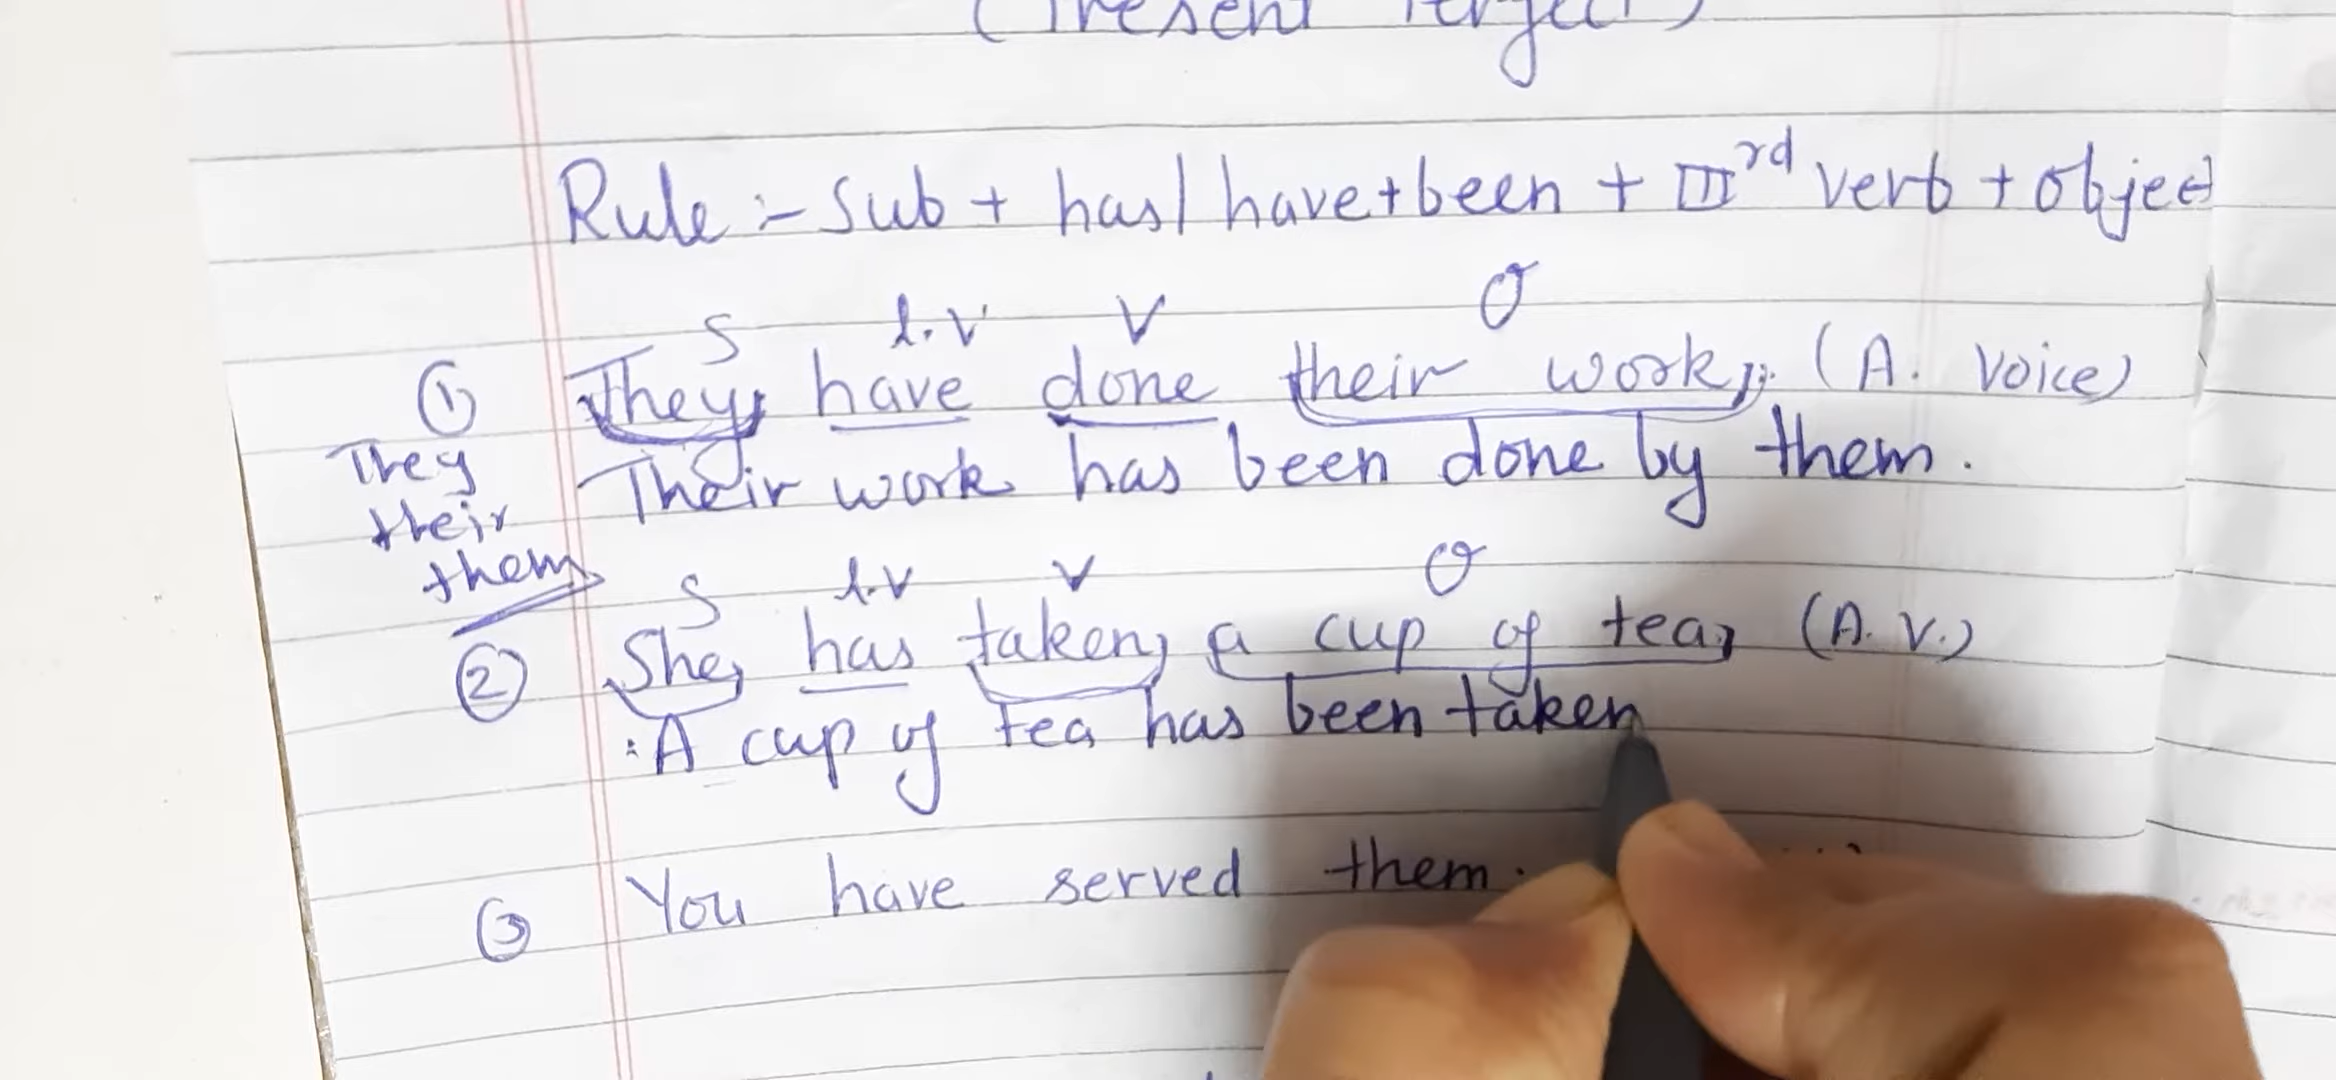 (Present Perfect)
Rule :- Sub + has/have+been + IIIrd verb + object
S h.v V O
① They have done their work. (A. Voice)
They
their
them
Their work has been done by them.
S h.v V O
② She has taken a cup of tea, (A.V.)
: A cup of tea has been taken
③ You have served them.